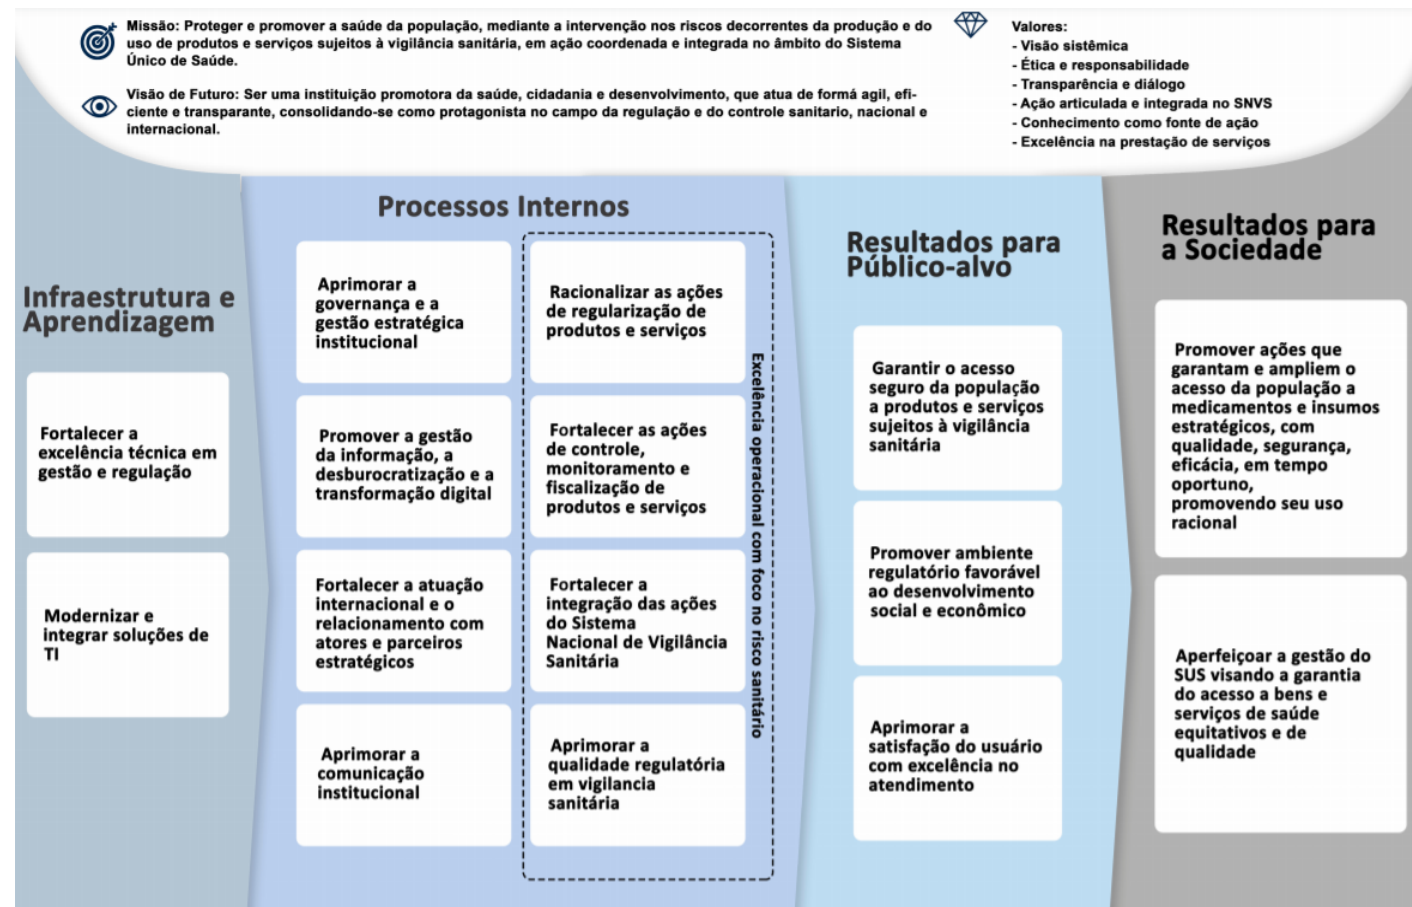 Missão: Proteger e promover a saúde da população, mediante a intervenção nos riscos decorrentes da produção e do
uso de produtos e serviços sujeitos à vigilância sanitária, em ação coordenada e integrada no âmbito do Sistema
Único de Saúde.
Visão de Futuro: Ser uma instituição promotora da saúde, cidadania e desenvolvimento, que atua de formá agil, efi-
ciente e transparante, consolidando-se como protagonista no campo da regulação e do controle sanitario, nacional e
internacional.
Valores:
- Visão sistêmica
- Ética e responsabilidade
- Transparência e diálogo
- Ação articulada e integrada no SNVS
- Conhecimento como fonte de ação
- Excelência na prestação de serviços
Infraestrutura e
Aprendizagem
Fortalecer a
excelência técnica em
gestão e regulação
Modernizar e
integrar soluções de
TI
Processos Internos
Aprimorar a
governança e a
gestão estratégica
institucional
Promover a gestão
da informação, a
desburocratização e a
transformação digital
Fortalecer a atuação
internacional e o
relacionamento com
atores e parceiros
estratégicos
Aprimorar a
comunicação
institucional
Racionalizar as ações
de regularização de
produtos e serviços
Fortalecer as ações
de controle,
monitoramento e
fiscalização de
produtos e serviços
Fortalecer a
integração das ações
do Sistema
Nacional de Vigilância
Sanitária
Aprimorar a
qualidade regulatória
em vigilancia
sanitária
Excelência operacional com foco no risco sanitário
Resultados para
Público-alvo
Garantir o acesso
seguro da população
a produtos e serviços
sujeitos à vigilância
sanitária
Promover ambiente
regulatório favorável
ao desenvolvimento
social e econômico
Aprimorar a
satisfação do usuário
com excelência no
atendimento
Resultados para
a Sociedade
Promover ações que
garantam e ampliem o
acesso da população a
medicamentos e insumos
estratégicos, com
qualidade, segurança,
eficácia, em tempo
oportuno,
promovendo seu uso
racional
Aperfeiçoar a gestão do
SUS visando a garantia
do acesso a bens e
serviços de saúde
equitativos e de
qualidade